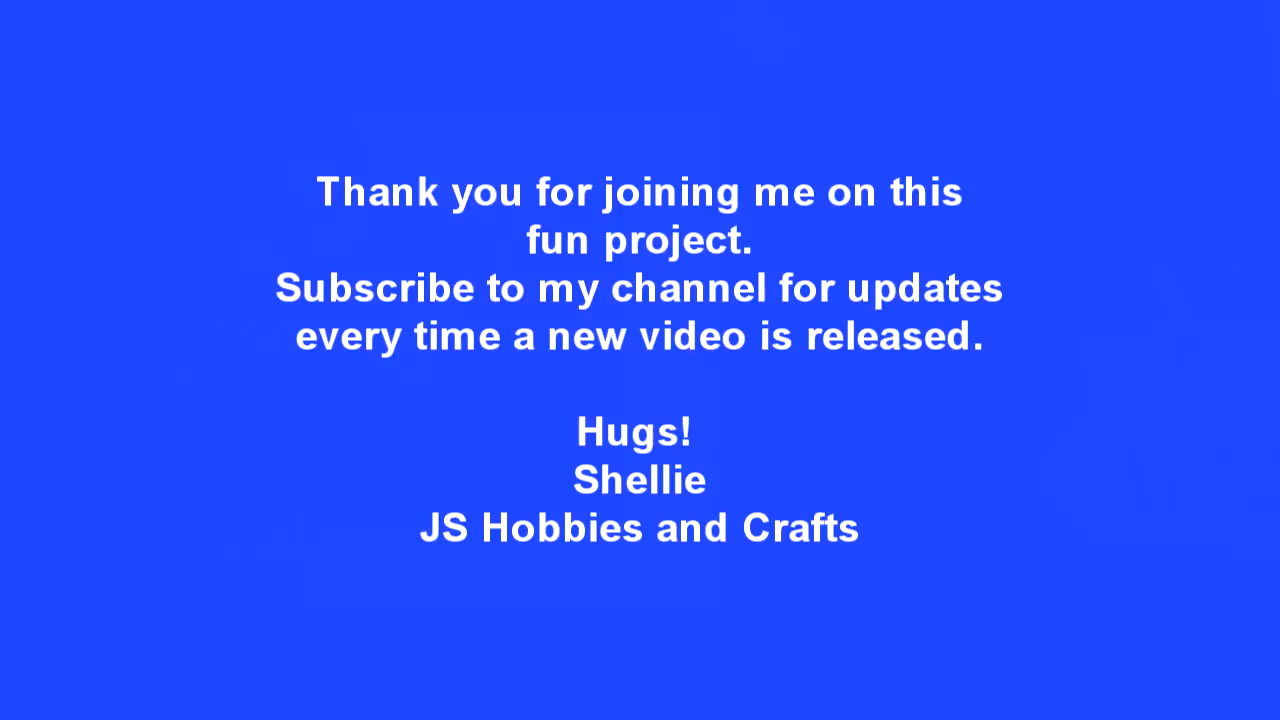 Thank you for joining me on this
fun project.
Subscribe to my channel for updates
every time a new video is released.
Hugs!
Shellie
JS Hobbies and Crafts